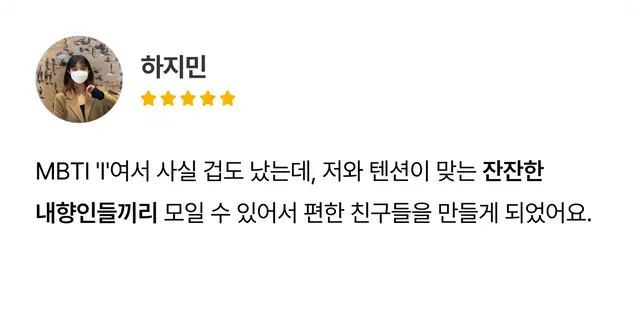 하지민
MBTI 'I'여서 사실 겁도 났는데, 저와 텐션이 맞는 잔잔한
내향인들끼리 모일 수 있어서 편한 친구들을 만들게 되었어요.